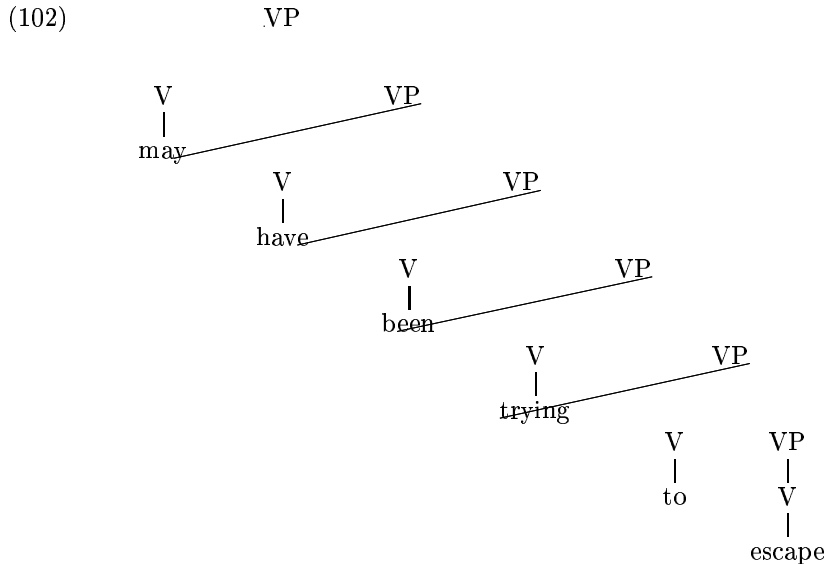 (102) VP
V VP
may
V VP
have
V VP
been
V VP
trying
V VP
to V
escape